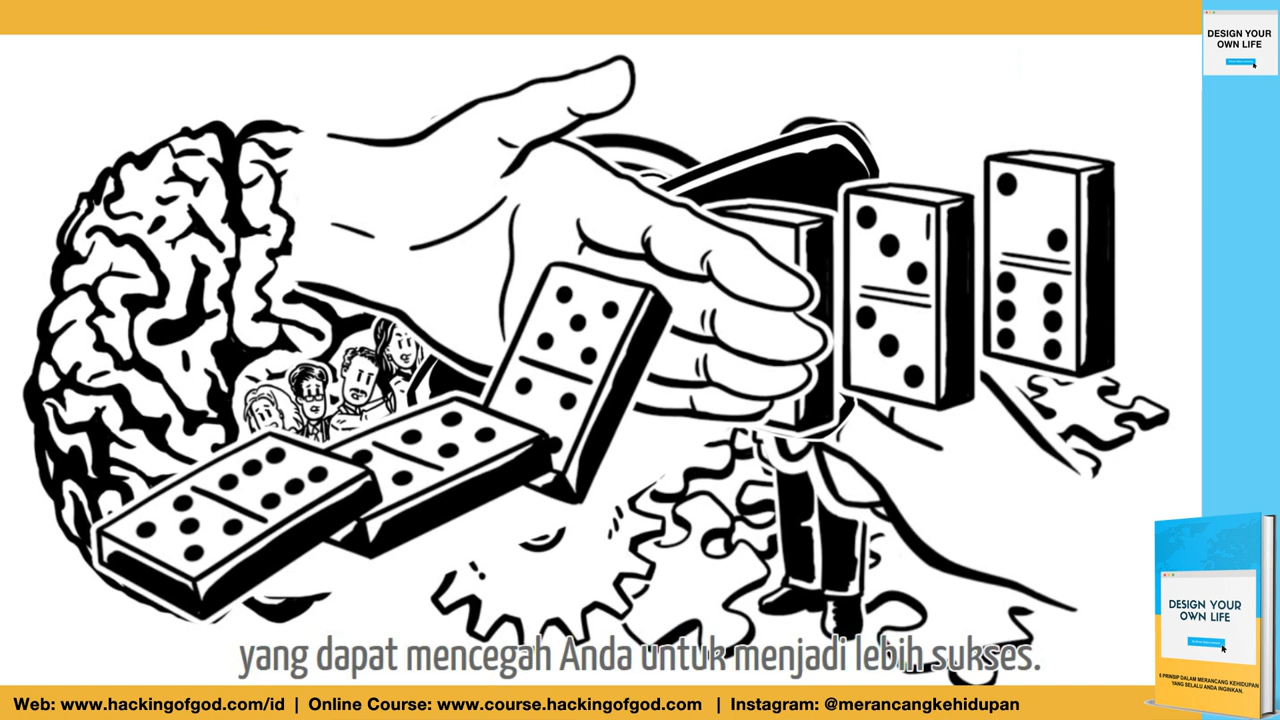 DESIGN YOUR
OWN LIFE
DESIGN YOUR
OWN LIFE
5 PRINSIP DALAM MERANCANG KEHIDUPAN
YANG SELALU ANDA INGINKAN.
yang dapat mencegah Anda untuk menjadi lebih sukses.
Web: www.hackingofgod.com/id | Online Course: www.course.hackingofgod.com | Instagram: @merancangkehidupan